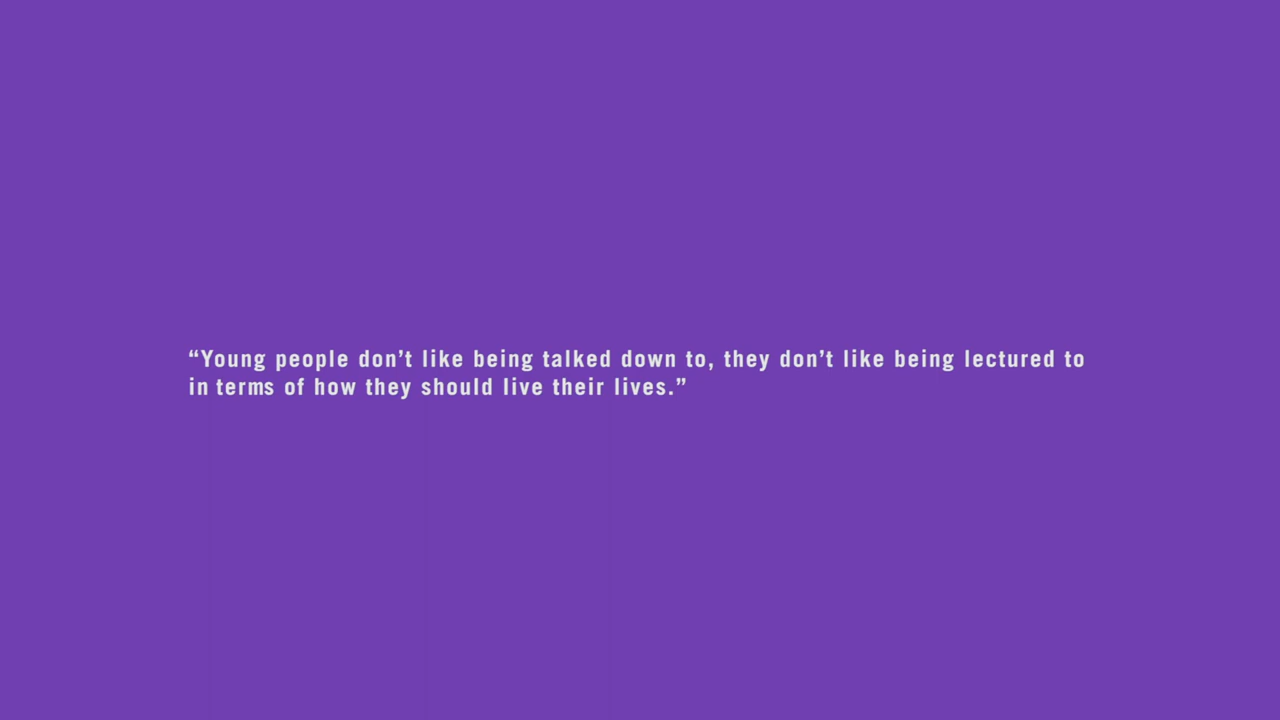 “Young people don’t like being talked down to, they don’t like being lectured to
in terms of how they should live their lives.”